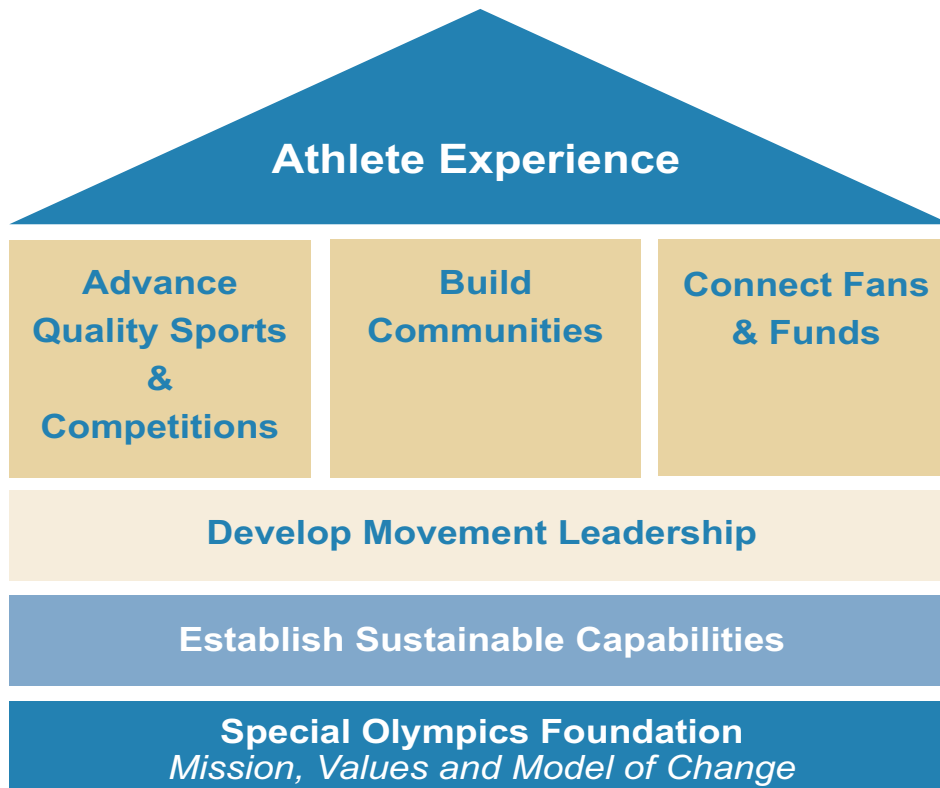 Athlete Experience
Advance
Quality Sports
&
Competitions
Build
Communities
Connect Fans
& Funds
Develop Movement Leadership
Establish Sustainable Capabilities
Special Olympics Foundation
Mission, Values and Model of Change